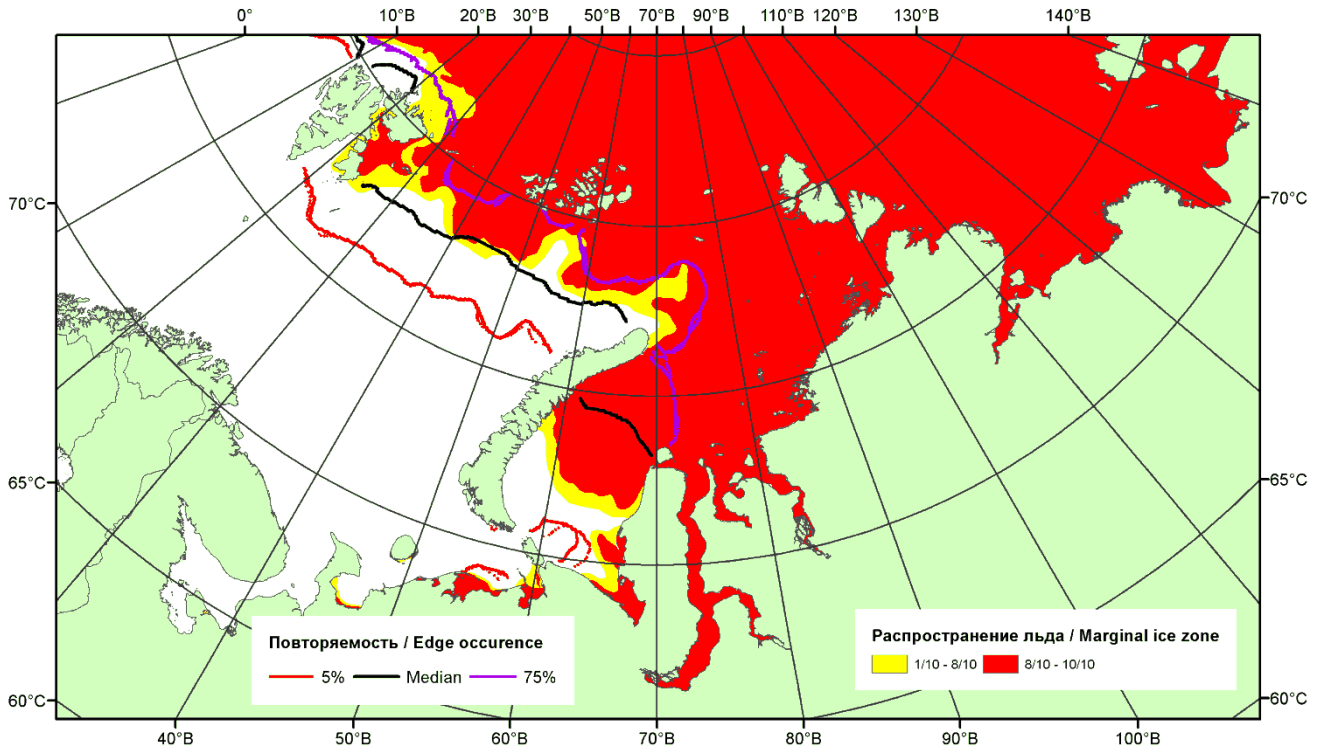 0° 10°В 20°В 30°В 50°В 70°В 90°В 110°В 120°В 130°В 140°В
70°С 70°С
65°С 65°С
60°С 60°С
Повторяемость / Edge occurence
5% Median 75%
Распространение льда / Marginal ice zone
1/10 - 8/10 8/10 - 10/10
40°В 50°В 60°В 70°В 80°В 90°В 100°В